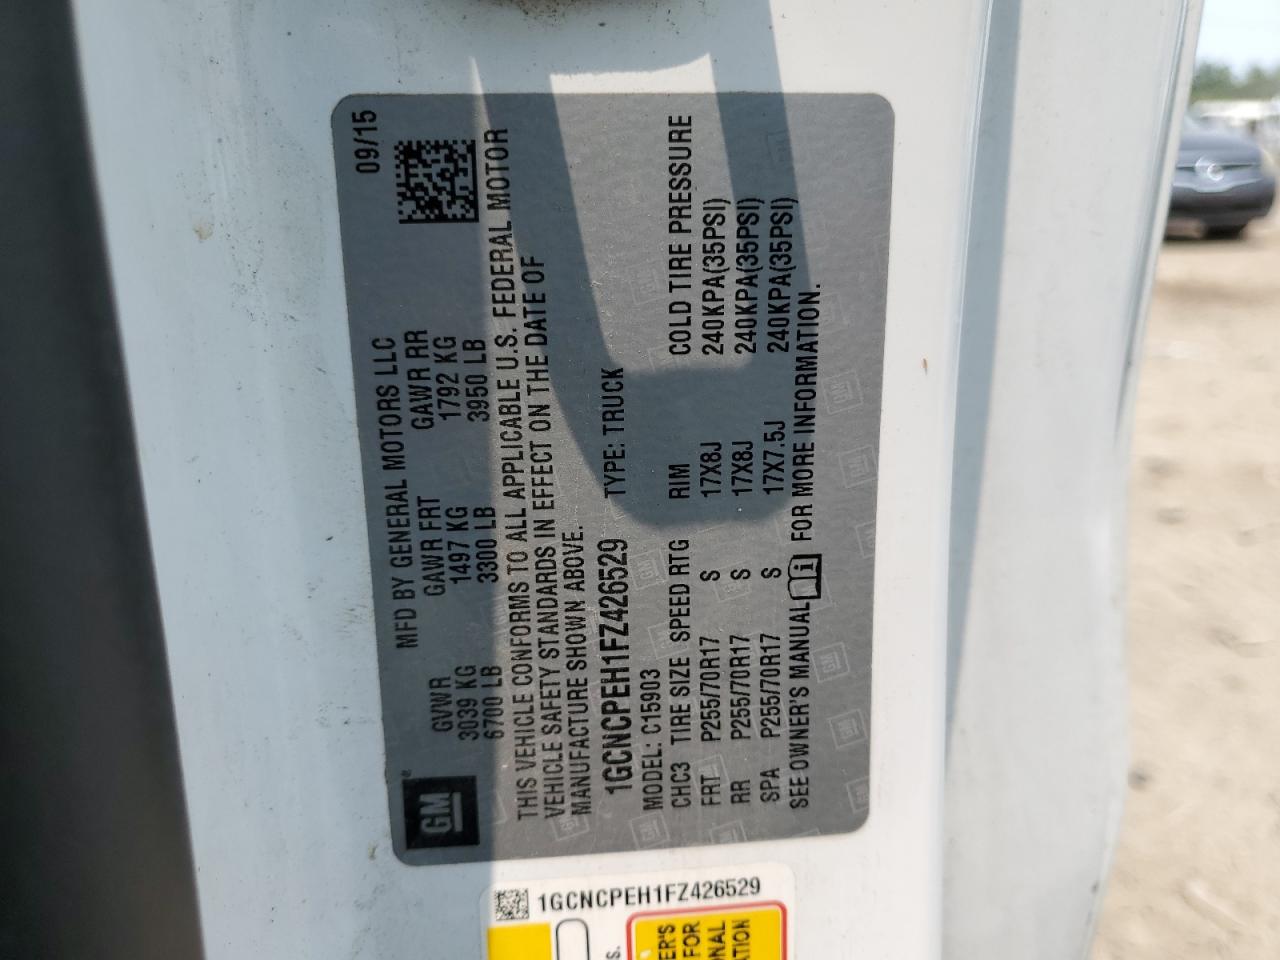 MFD BY GENERAL MOTORS LLC 09/15
GVWR GAWR FRT GAWR RR
3039 KG 1497 KG 1792 KG
6700 LB 3300 LB 3950 LB
GM
THIS VEHICLE CONFORMS TO ALL APPLICABLE U.S. FEDERAL MOTOR
VEHICLE SAFETY STANDARDS IN EFFECT ON THE DATE OF
MANUFACTURE SHOWN ABOVE.
1GCNCPEH1FZ426529 TYPE: TRUCK
MODEL: C15903
CHC3 TIRE SIZE SPEED RTG RIM COLD TIRE PRESSURE
FRT P255/70R17 S 17X8J 240KPA(35PSI)
RR P255/70R17 S 17X8J 240KPA(35PSI)
SPA P255/70R17 S 17X7.5J 240KPA(35PSI)
SEE OWNER'S MANUAL FOR MORE INFORMATION.
1GCNCPEH1FZ426529